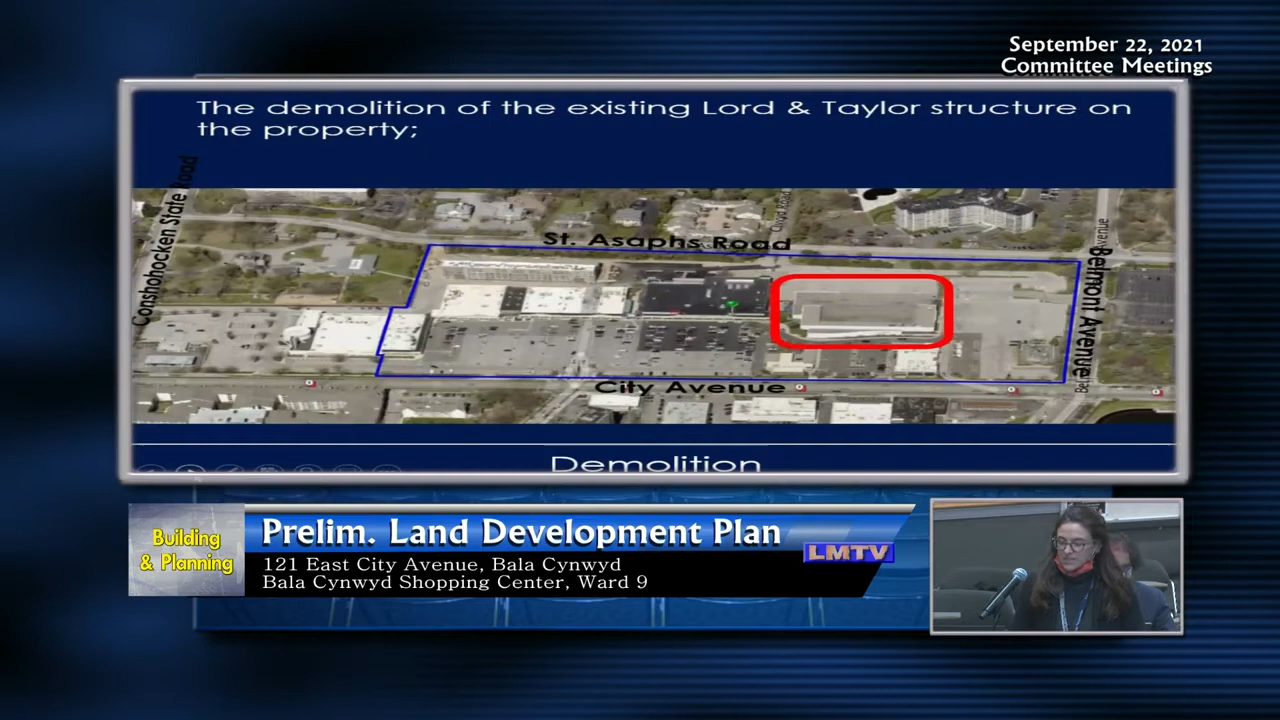 September 22, 2021
Committee Meetings
The demolition of the existing Lord & Taylor structure on
the property;
Conshohocken State Road
St. Asaphs Road
Belmont Avenue
City Avenue
Demolition
Building
& Planning
Prelim. Land Development Plan
121 East City Avenue, Bala Cynwyd
Bala Cynwyd Shopping Center, Ward 9
LMTV